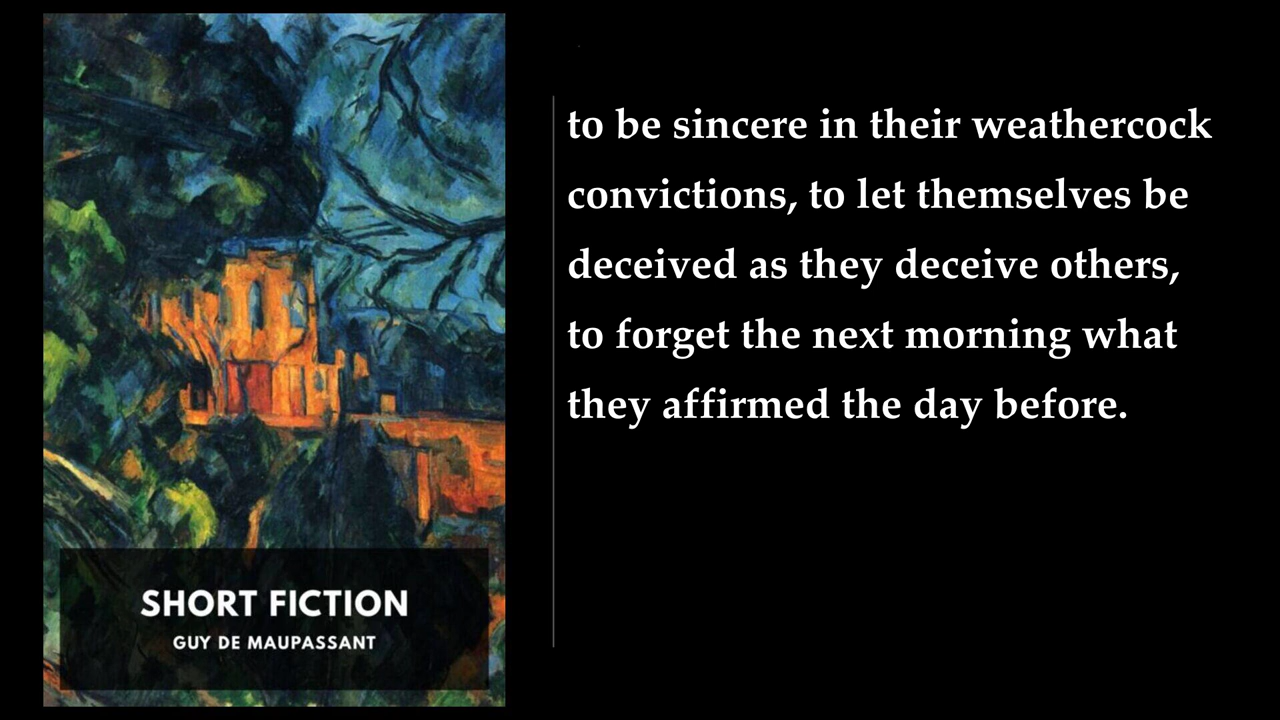 to be sincere in their weathercock
convictions, to let themselves be
deceived as they deceive others,
to forget the next morning what
they affirmed the day before.
SHORT FICTION
GUY DE MAUPASSANT